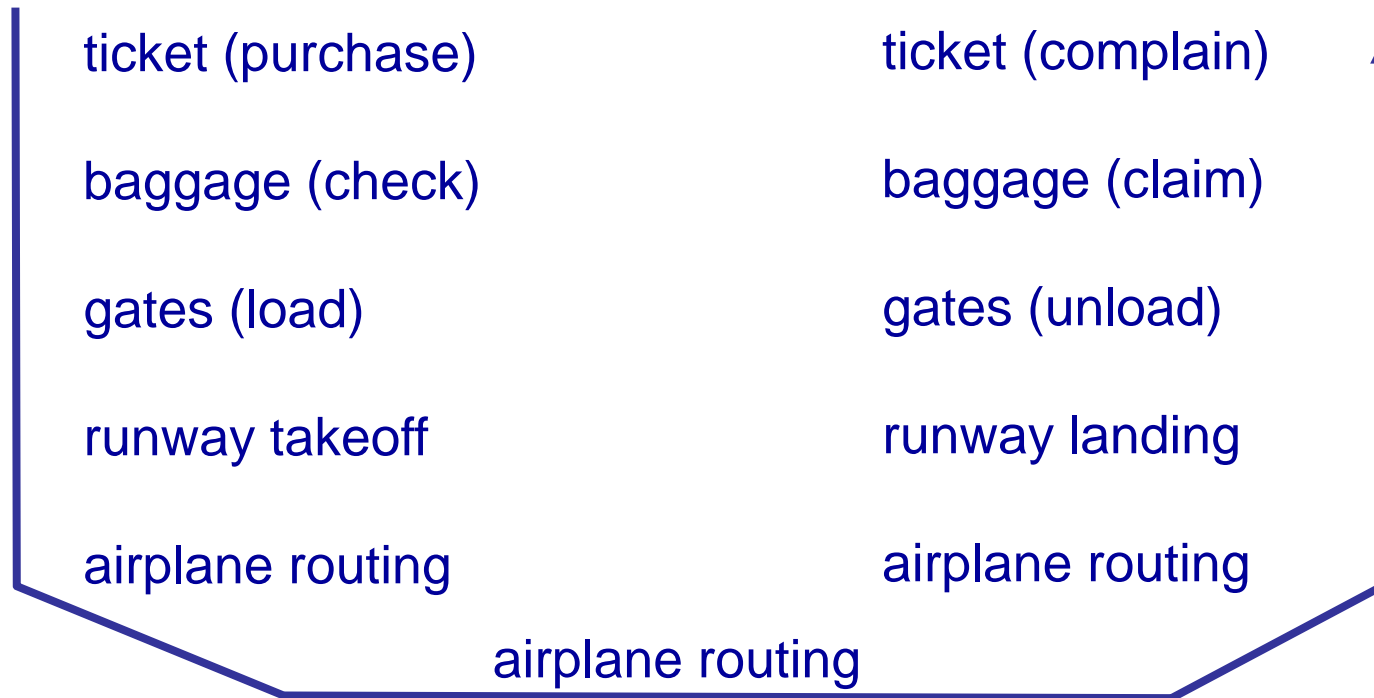 ticket (purchase)
baggage (check)
gates (load)
runway takeoff
airplane routing
ticket (complain)
baggage (claim)
gates (unload)
runway landing
airplane routing
airplane routing